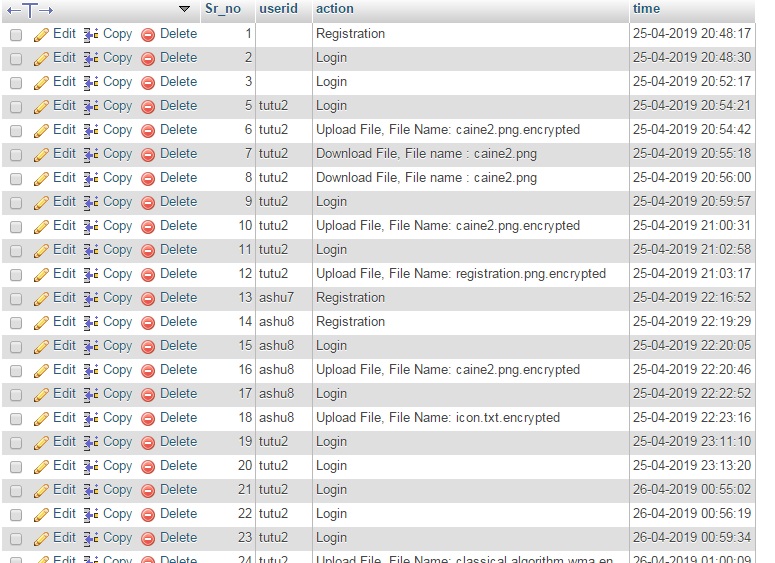 Sr_no userid action time
Edit Copy Delete 1 Registration 25-04-2019 20:48:17
Edit Copy Delete 2 Login 25-04-2019 20:48:30
Edit Copy Delete 3 Login 25-04-2019 20:52:17
Edit Copy Delete 5 tutu2 Login 25-04-2019 20:54:21
Edit Copy Delete 6 tutu2 Upload File, File Name: caine2.png.encrypted 25-04-2019 20:54:42
Edit Copy Delete 7 tutu2 Download File, File name : caine2.png 25-04-2019 20:55:18
Edit Copy Delete 8 tutu2 Download File, File name : caine2.png 25-04-2019 20:56:00
Edit Copy Delete 9 tutu2 Login 25-04-2019 20:59:57
Edit Copy Delete 10 tutu2 Upload File, File Name: caine2.png.encrypted 25-04-2019 21:00:31
Edit Copy Delete 11 tutu2 Login 25-04-2019 21:02:58
Edit Copy Delete 12 tutu2 Upload File, File Name: registration.png.encrypted 25-04-2019 21:03:17
Edit Copy Delete 13 ashu7 Registration 25-04-2019 22:16:52
Edit Copy Delete 14 ashu8 Registration 25-04-2019 22:19:29
Edit Copy Delete 15 ashu8 Login 25-04-2019 22:20:05
Edit Copy Delete 16 ashu8 Upload File, File Name: caine2.png.encrypted 25-04-2019 22:20:46
Edit Copy Delete 17 ashu8 Login 25-04-2019 22:22:52
Edit Copy Delete 18 ashu8 Upload File, File Name: icon.txt.encrypted 25-04-2019 22:23:16
Edit Copy Delete 19 tutu2 Login 25-04-2019 23:11:10
Edit Copy Delete 20 tutu2 Login 25-04-2019 23:13:20
Edit Copy Delete 21 tutu2 Login 26-04-2019 00:55:02
Edit Copy Delete 22 tutu2 Login 26-04-2019 00:56:19
Edit Copy Delete 23 tutu2 Login 26-04-2019 00:59:34
Edit Copy Delete 24 tutu2 Upload File, File Name: classical algorithm.wma.en 26-04-2019 01:00:09